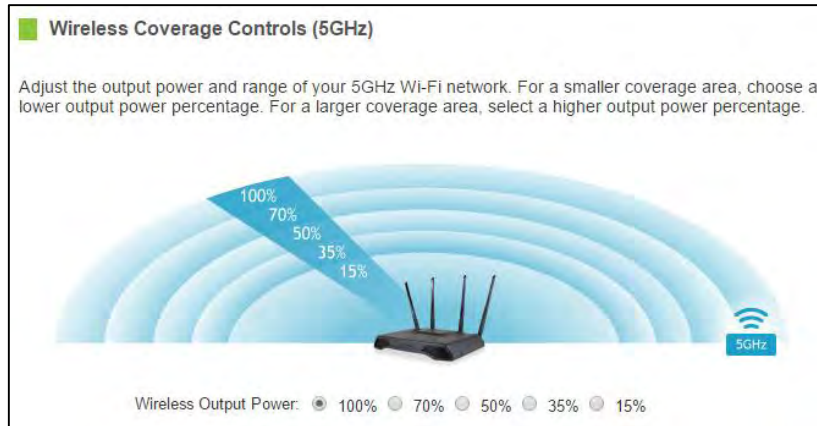 Wireless Coverage Controls (5GHz)
Adjust the output power and range of your 5GHz Wi-Fi network. For a smaller coverage area, choose a
lower output power percentage. For a larger coverage area, select a higher output power percentage.
100%
70%
50%
35%
15%
5GHz
Wireless Output Power: 100% 70% 50% 35% 15%